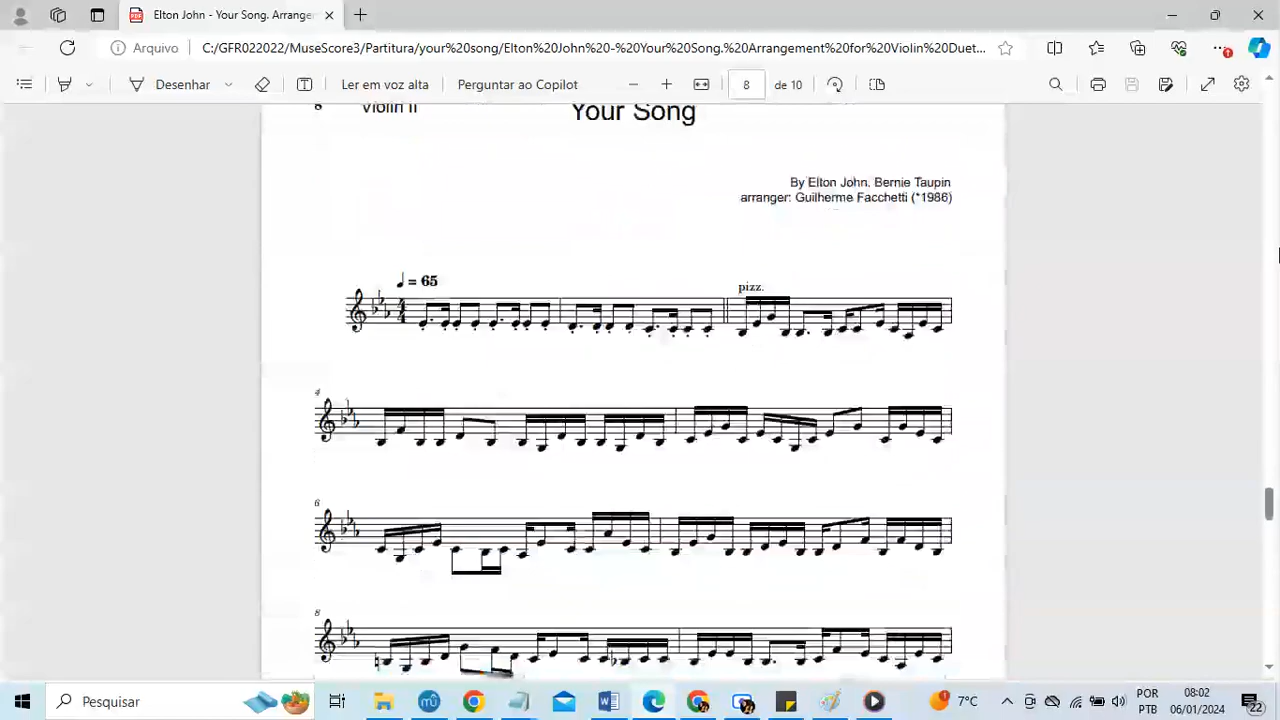 Elton John - Your Song. Arranger
Arquivo
C:/GFR022022/MuseScore3/Partitura/your%20song/Elton%20John%20-%20Your%20Song.%20Arrangement%20for%20Violin%20Duet...
Desenhar
Ler em voz alta
Perguntar ao Copilot
8
de 10
8
Violin II
Your Song
By Elton John, Bernie Taupin
arranger: Guilherme Facchetti (*1986)
= 65
pizz.
4
6
8
Pesquisar
7°C
POR
PTB
08:02
06/01/2024
22